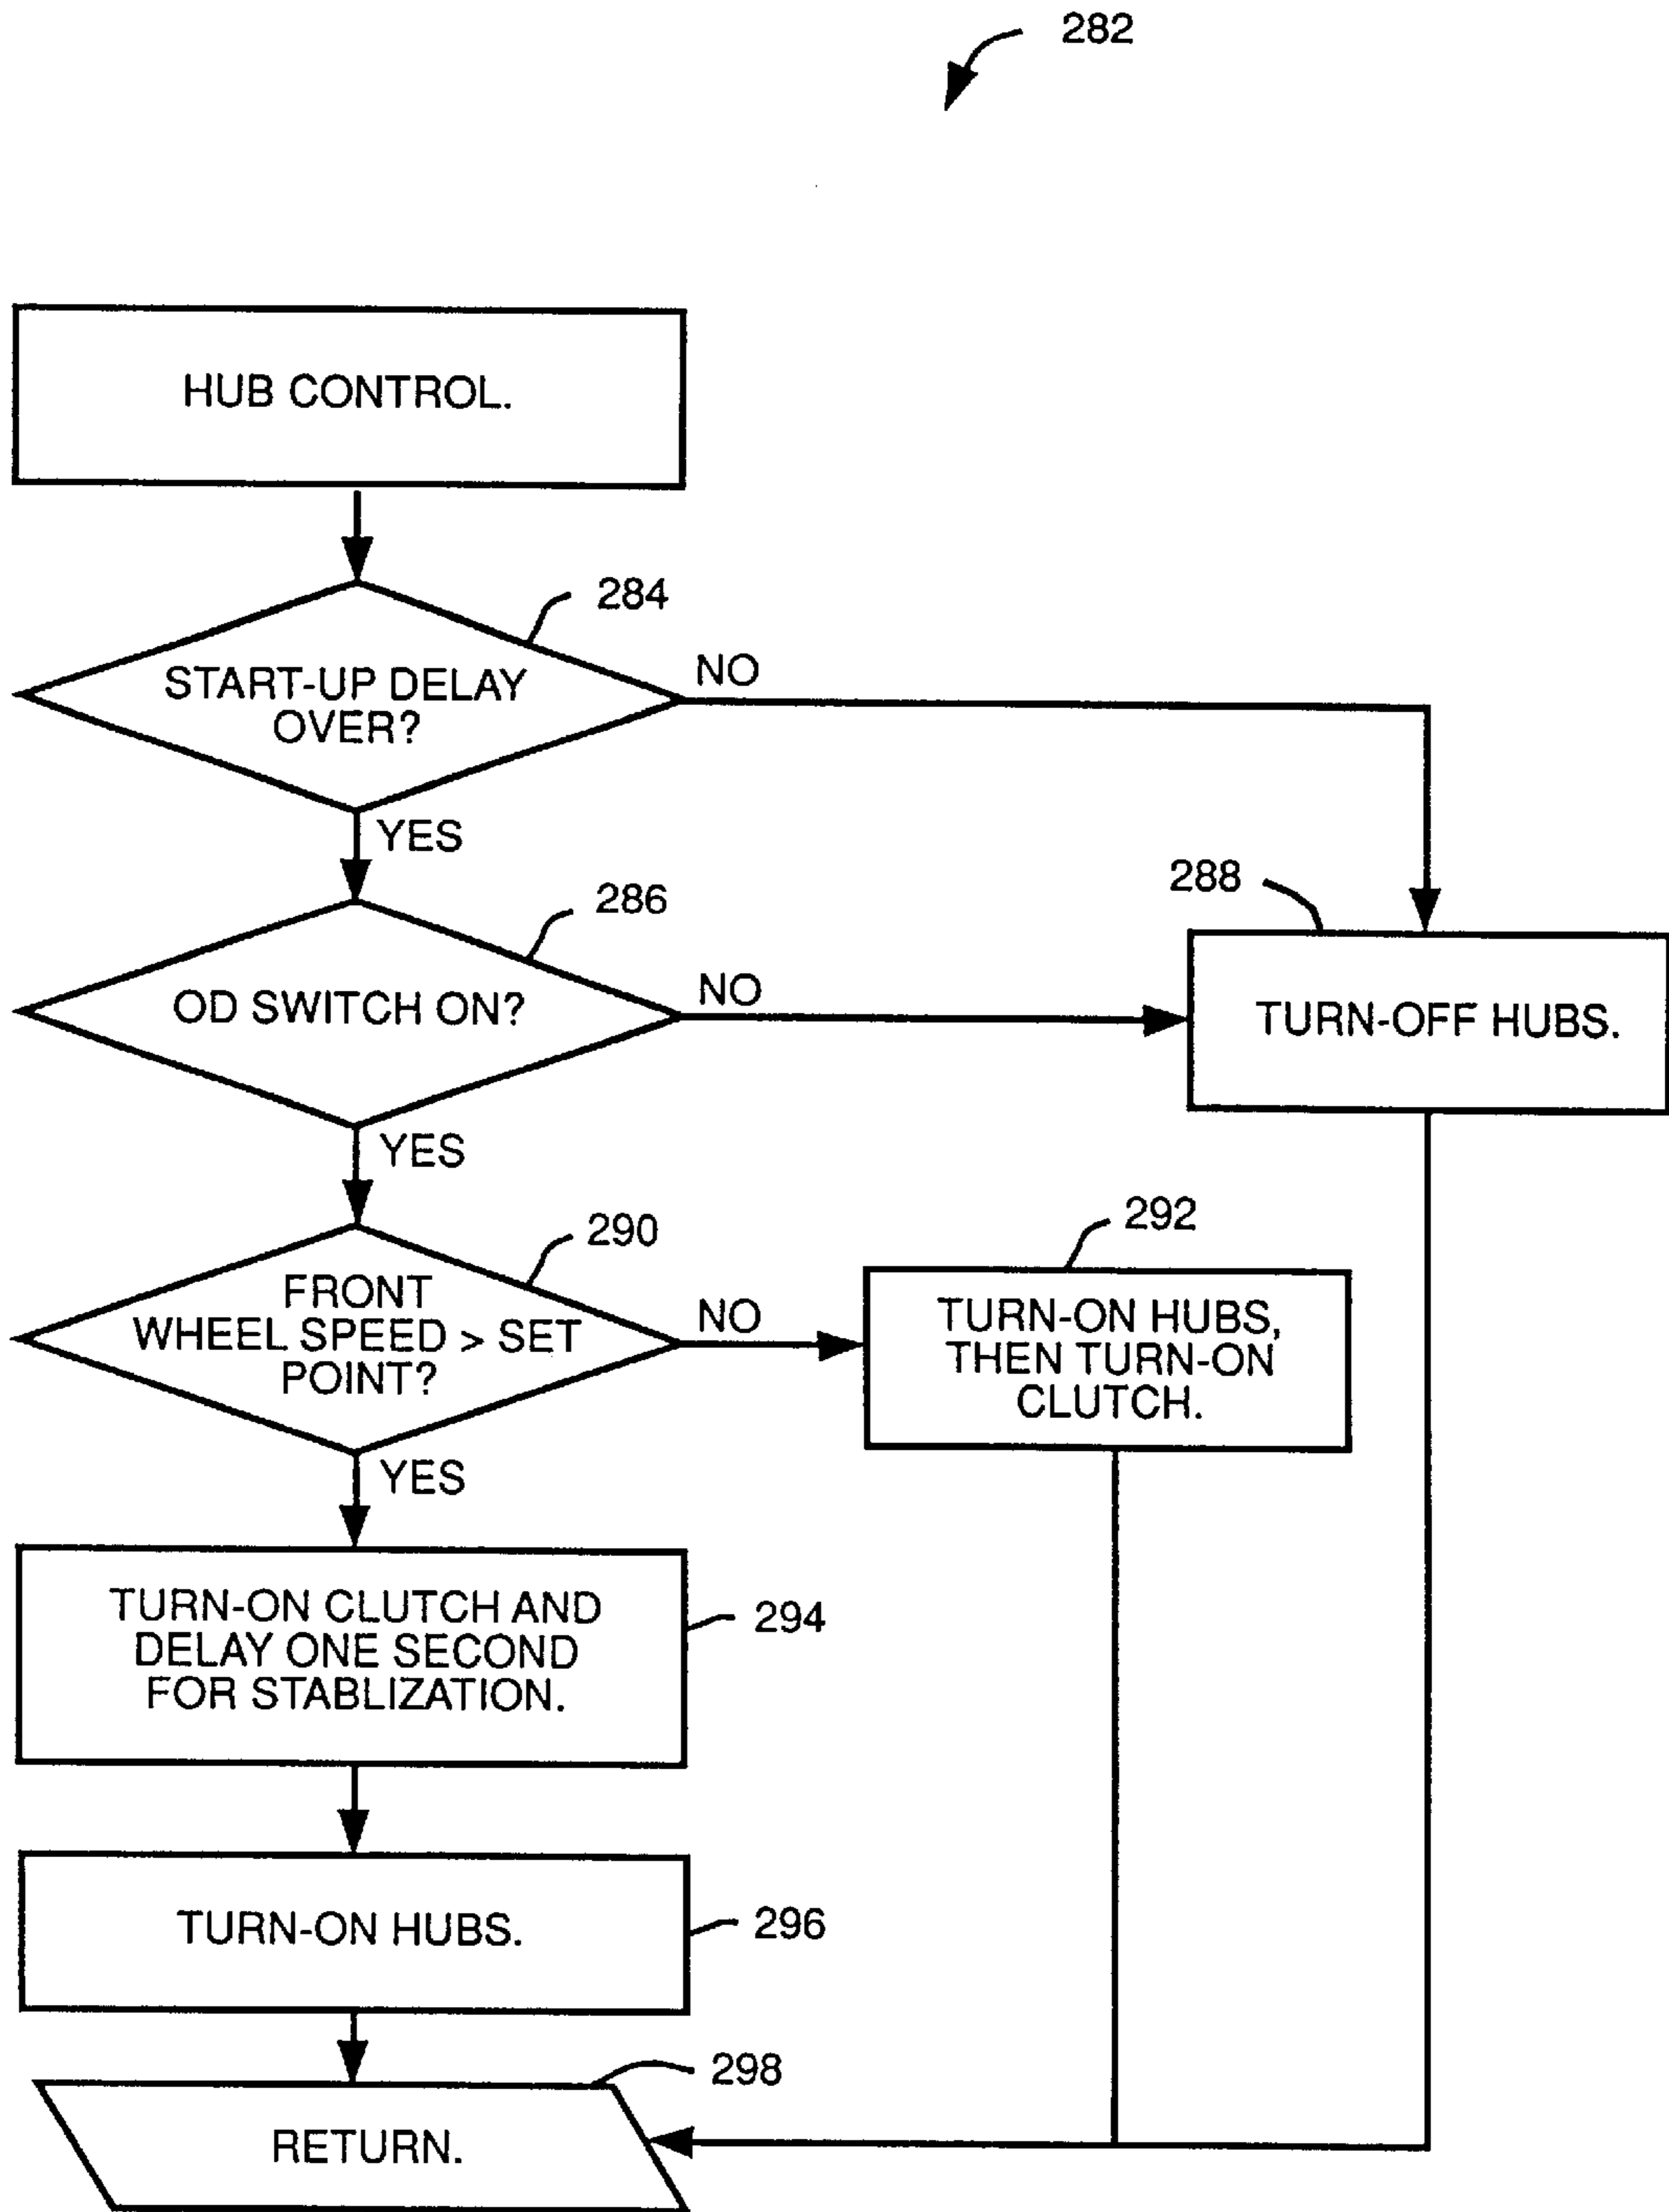 282
HUB CONTROL.
284
START-UP DELAY
OVER?
NO
YES
286
OD SWITCH ON?
NO
288
TURN-OFF HUBS.
YES
290
FRONT
WHEEL SPEED > SET
POINT?
NO
292
TURN-ON HUBS,
THEN TURN-ON
CLUTCH.
YES
TURN-ON CLUTCH AND
DELAY ONE SECOND
FOR STABLIZATION.
294
TURN-ON HUBS.
296
298
RETURN.